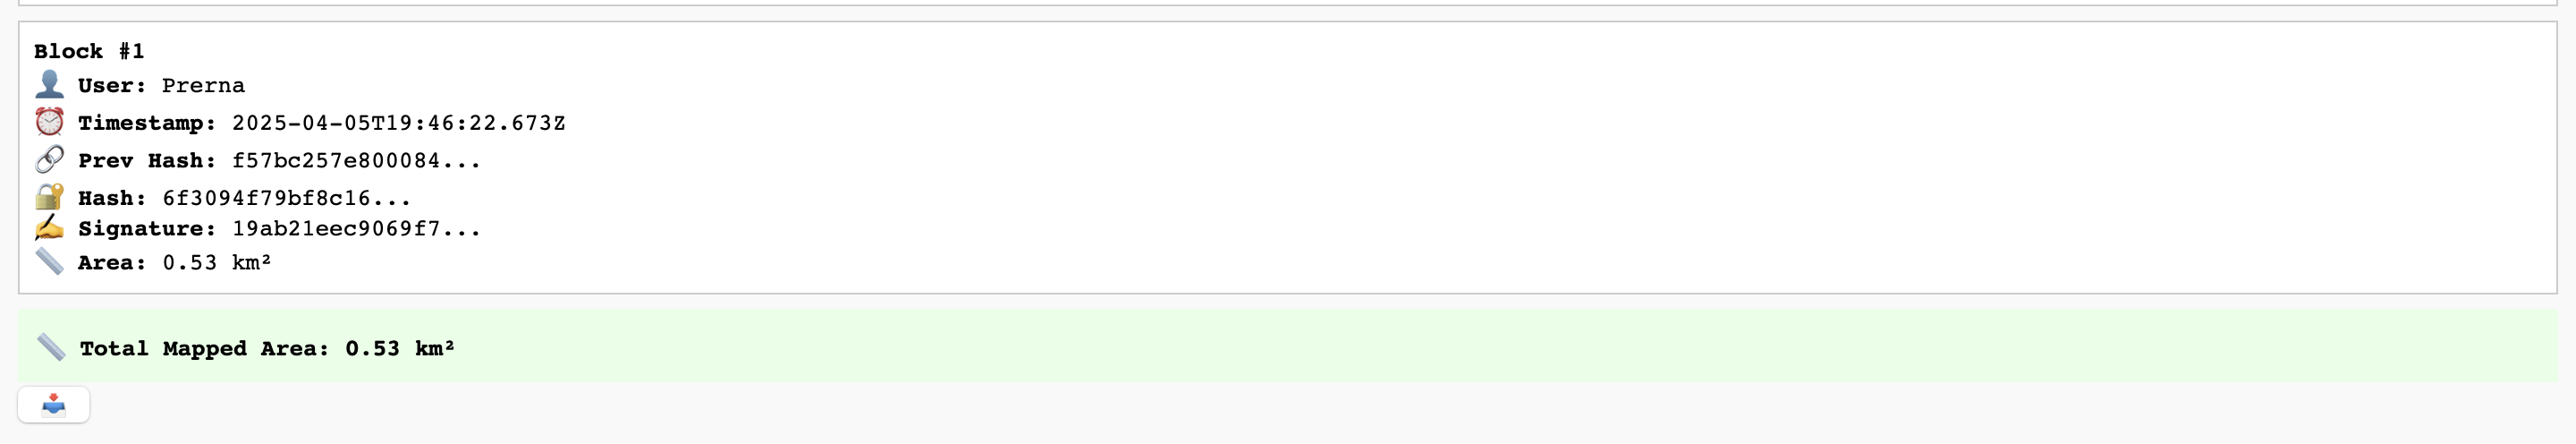 Block #1
User: Prerna
Timestamp: 2025-04-05T19:46:22.673Z
Prev Hash: f57bc257e800084...
Hash: 6f3094f79bf8c16...
Signature: 19ab21eec9069f7...
Area: 0.53 km²
Total Mapped Area: 0.53 km²